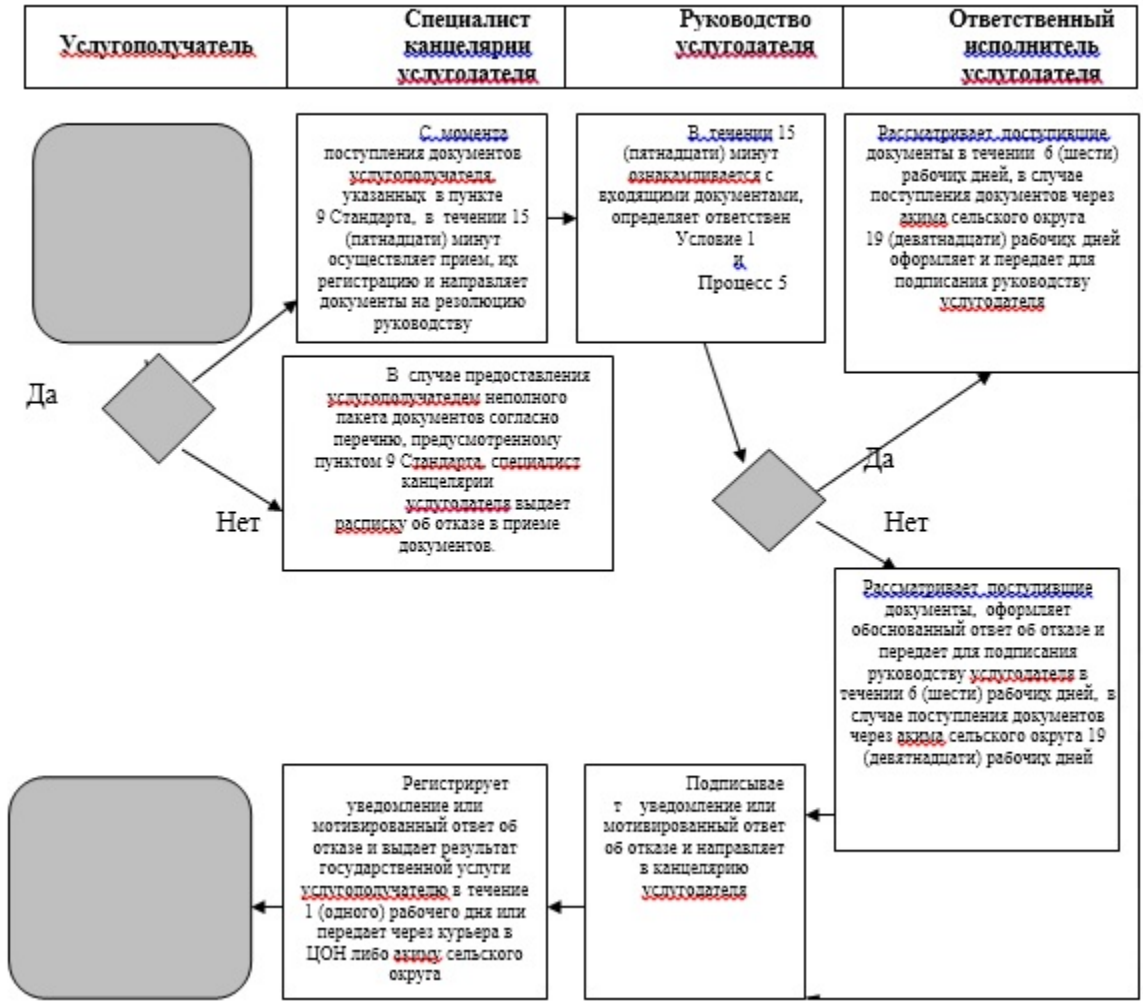 Услугополучатель
Специалист
канцелярии
услугодателя
Руководство
услугодателя
Ответственный
исполнитель
услугодателя
С момента
поступления документов
услугополучателя,
указанных в пункте
9 Стандарта, в течении 15
(пятнадцати) минут
осуществляет прием, их
регистрацию и направляет
документы на резолюцию
руководству
В течении 15
(пятнадцати) минут
ознакамливается с
входящими документами,
определяет ответствен
Условие 1
и
Процесс 5
Рассматривает поступившие
документы в течении 6 (шести)
рабочих дней, в случае
поступления документов через
акима сельского округа
19 (девятнадцати) рабочих дней
оформляет и передает для
подписания руководству
услугодателя
Да
В случае предоставления
услугополучателем неполного
пакета документов согласно
перечню, предусмотренному
пунктом 9 Стандарта, специалист
канцелярии
услугодателя выдает
расписку об отказе в приеме
документов.
Нет
Да
Нет
Рассматривает поступившие
документы, оформляет
обоснованный ответ об отказе и
передает для подписания
руководству услугодателя в
течении 6 (шести) рабочих дней, в
случае поступления документов
через акима сельского округа 19
(девятнадцати) рабочих дней
Регистрирует
уведомление или
мотивированный ответ об
отказе и выдает результат
государственной услуги
услугополучателю в течение
1 (одного) рабочего дня или
передает через курьера в
ЦОН либо акиму сельского
округа
Подписывае
т уведомление или
мотивированный ответ
об отказе и направляет
в канцелярию
услугодателя